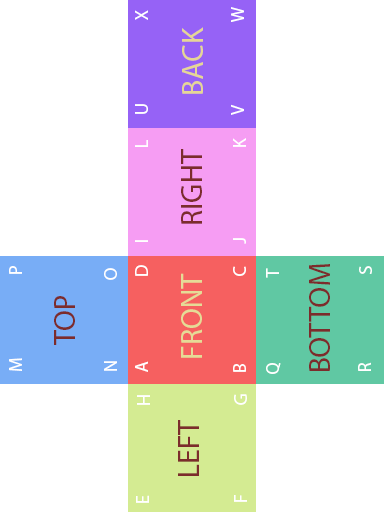 M P
TOP
N O
E H A D I L U X
LEFT FRONT RIGHT BACK
F G B C J K V W
Q T
BOTTOM
R S